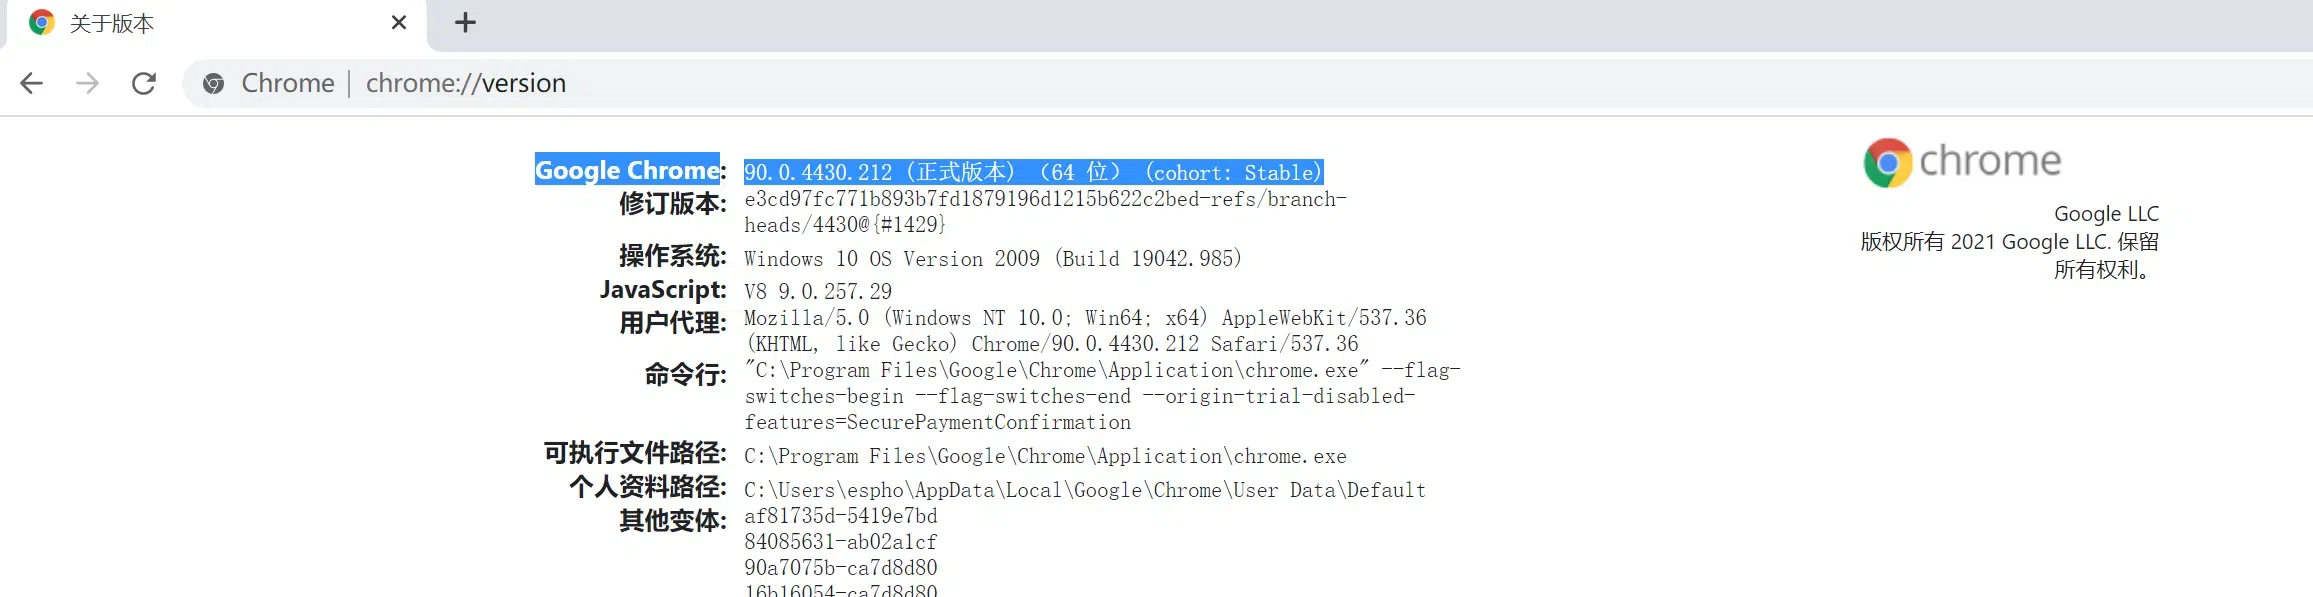 关于版本
Chrome | chrome://version
Google Chrome: 90.0.4430.212 (正式版本) （64 位） (cohort: Stable)
修订版本: e3cd97fc771b893b7fd1879196d1215b622c2bed-refs/branch-
heads/4430@{#1429}
操作系统: Windows 10 OS Version 2009 (Build 19042.985)
JavaScript: V8 9.0.257.29
用户代理: Mozilla/5.0 (Windows NT 10.0; Win64; x64) AppleWebKit/537.36
(KHTML, like Gecko) Chrome/90.0.4430.212 Safari/537.36
命令行: "C:\Program Files\Google\Chrome\Application\chrome.exe" --flag-
switches-begin --flag-switches-end --origin-trial-disabled-
features=SecurePaymentConfirmation
可执行文件路径: C:\Program Files\Google\Chrome\Application\chrome.exe
个人资料路径: C:\Users\espho\AppData\Local\Google\Chrome\User Data\Default
其他变体: af81735d-5419e7bd
84085631-ab02a1cf
90a7075b-ca7d8d80
16b16054-ca7d8d80
chrome
Google LLC
版权所有 2021 Google LLC. 保留
所有权利。